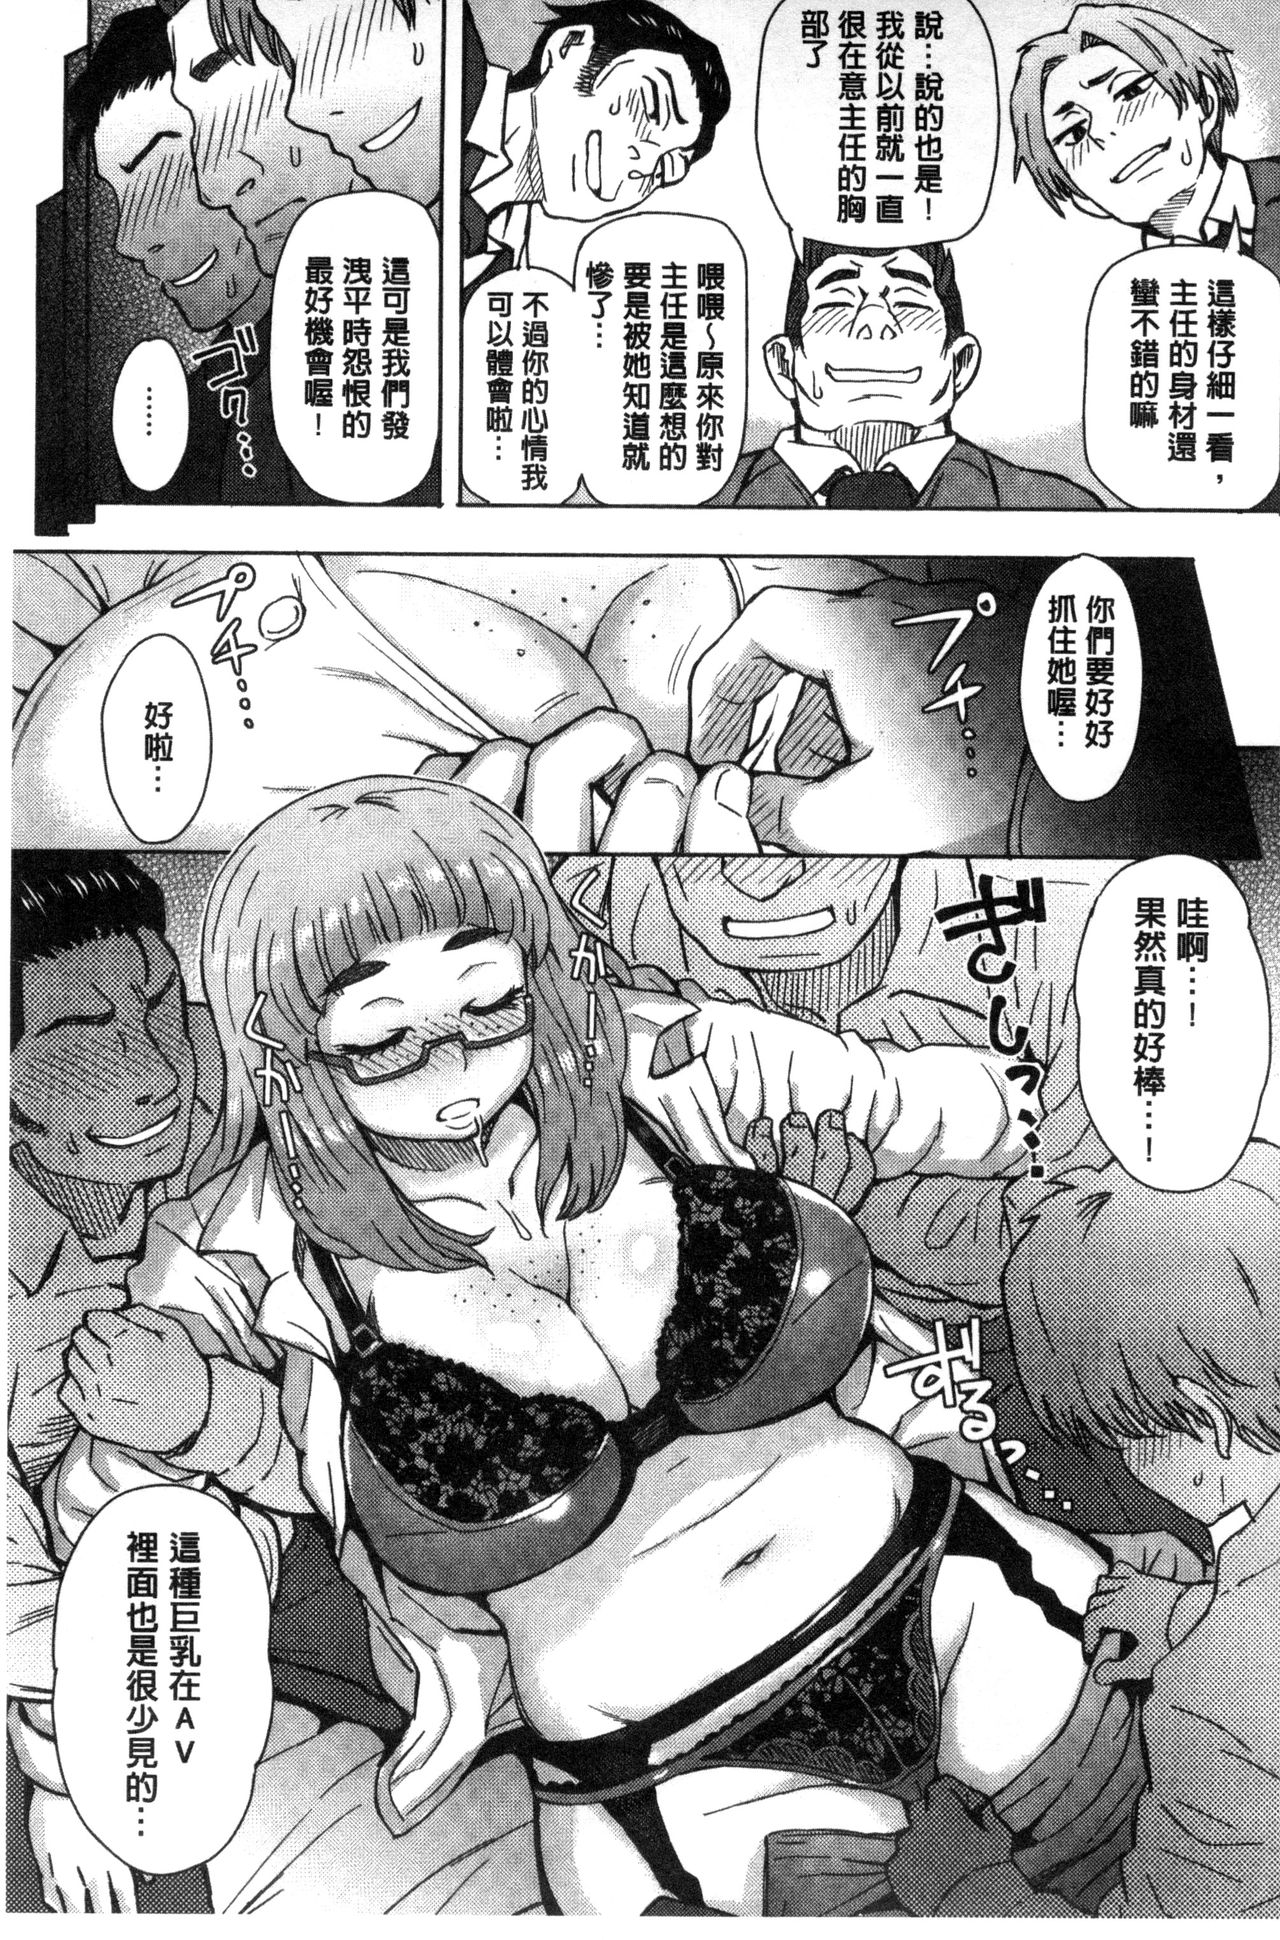 這樣仔細一看，
主任的身材還
蠻不錯的嘛
說…說的也是！
我從以前就一直
很在意主任的胸
部了
喂喂～原來你對
主任是這麼想的
要是被她知道就
慘了…
不過你的心情我
可以體會啦…
這可是我們發
洩平時怨恨的
最好機會喔！
……
ゴク…
你們要好好
抓住她喔…
プチ…
プチ…
好啦…
哇啊…！
果然真的好棒…！
ぎしっ…
くかー…
くかー…
ずるっ…
這種巨乳在AV
裡面也是很少見的…